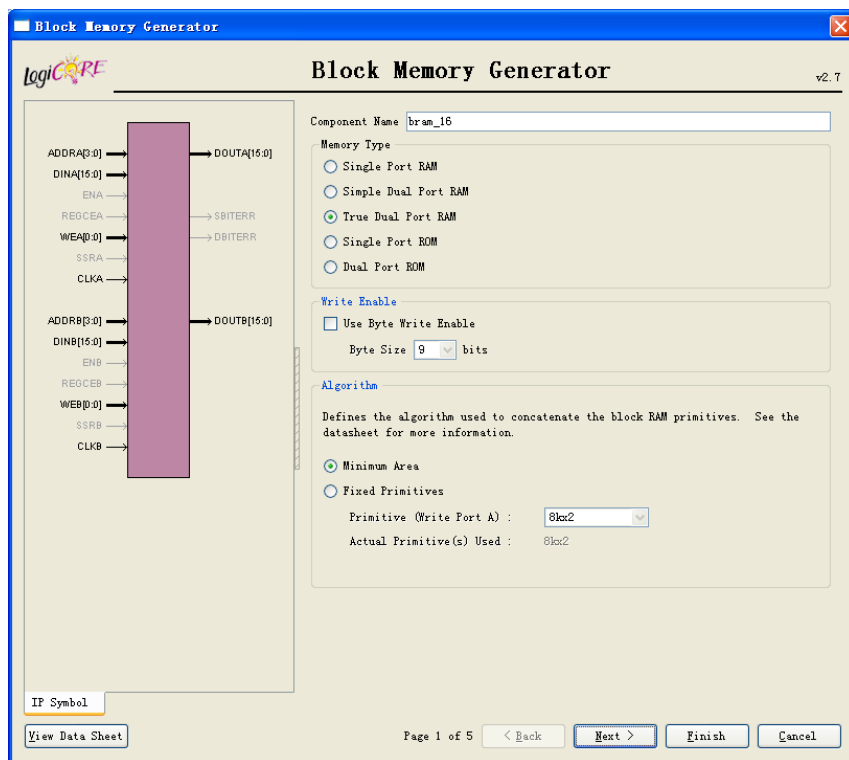 Block Memory Generator
LogiCORE
Block Memory Generator
v2.7
ADDRA[3:0]
DOUTA[15:0]
DINA[15:0]
ENA
REGCEA
SBITERR
WEA[0:0]
DBITERR
SSRA
CLKA
ADDRB[3:0]
DOUTB[15:0]
DINB[15:0]
ENB
REGCEB
WEB[0:0]
SSRB
CLKB
IP Symbol
Component Name bram_16
Memory Type
Single Port RAM
Simple Dual Port RAM
True Dual Port RAM
Single Port ROM
Dual Port ROM
Write Enable
Use Byte Write Enable
Byte Size 9 bits
Algorithm
Defines the algorithm used to concatenate the block RAM primitives. See the
datasheet for more information.
Minimum Area
Fixed Primitives
Primitive (Write Port A) : 8kx2
Actual Primitive(s) Used : 8kx2
View Data Sheet
Page 1 of 5
< Back
Next >
Finish
Cancel